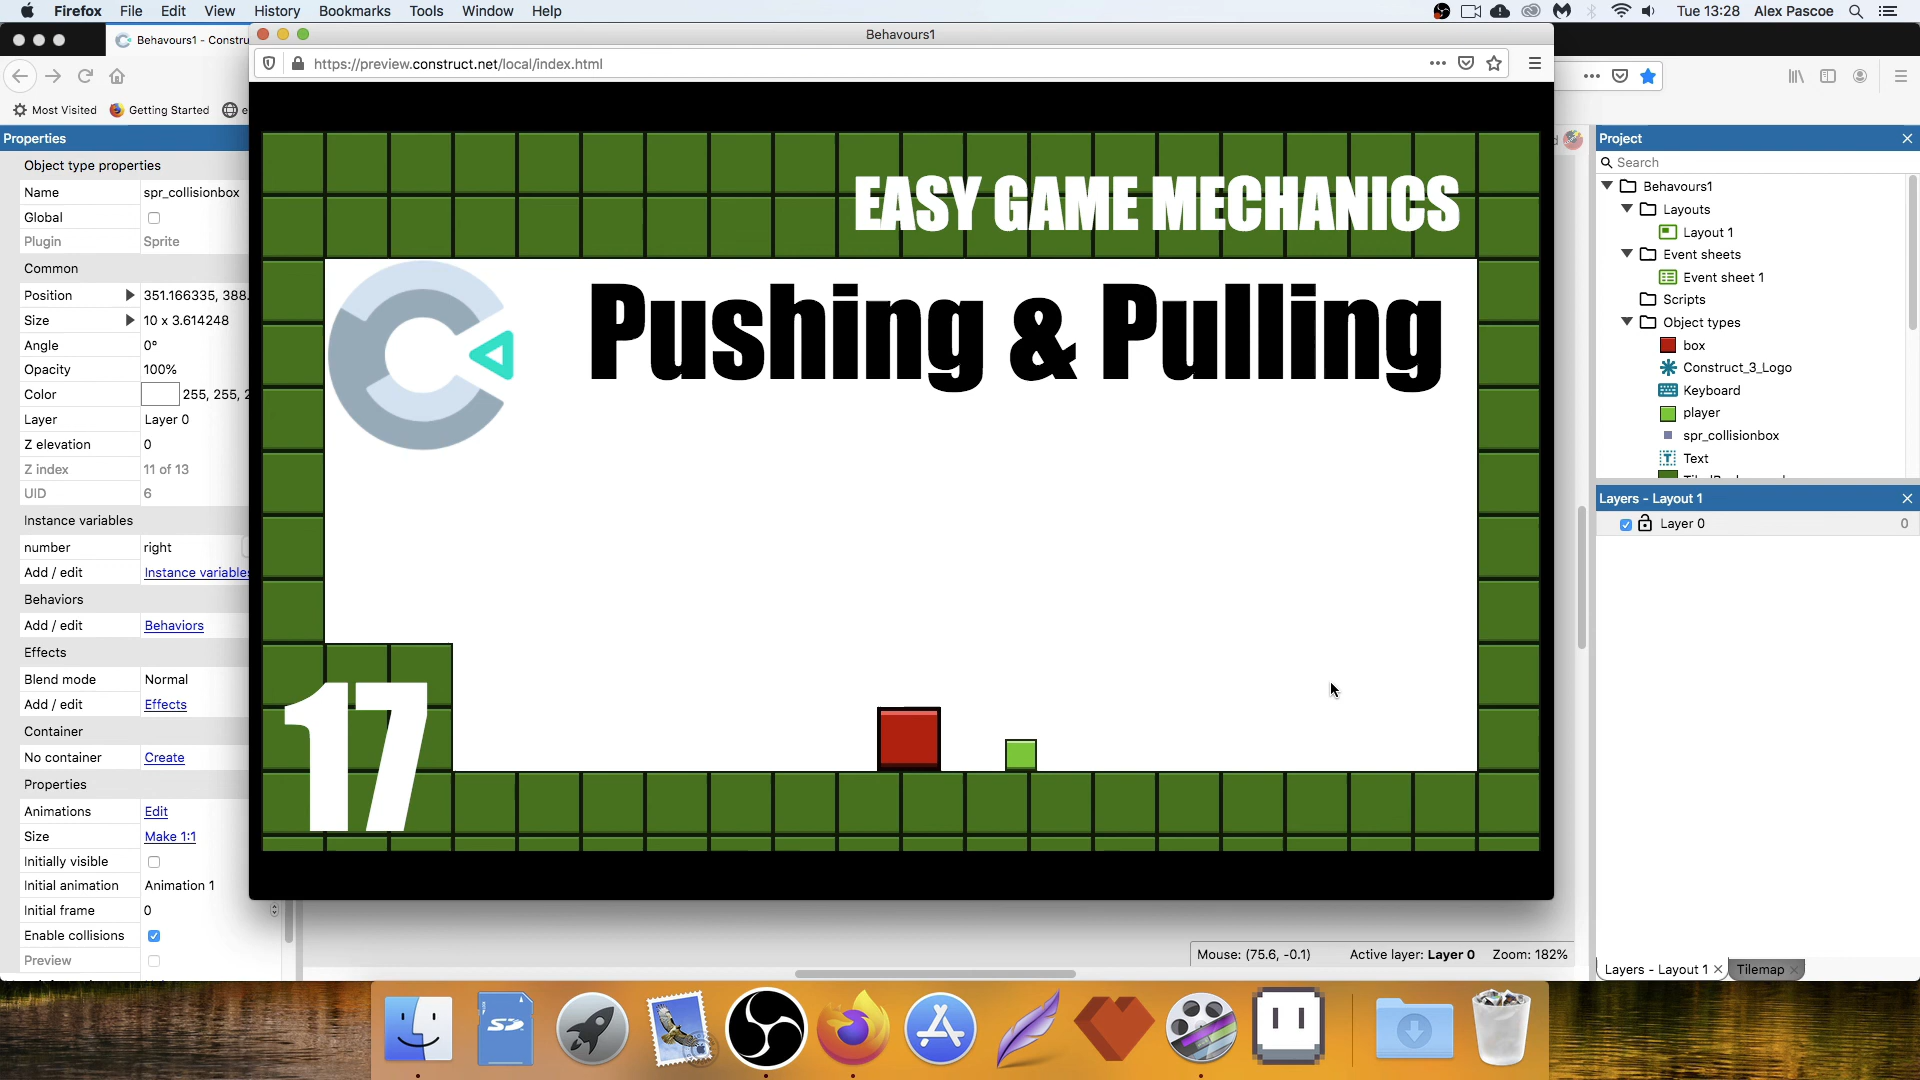 Firefox File Edit View History Bookmarks Tools Window Help Tue 13:28 Alex Pascoe
Behavours1 - Constru
Behavours1
https://preview.construct.net/local/index.html
Most Visited Getting Started
Properties
Object type properties
Name spr_collisionbox
Global
Plugin Sprite
Common
Position 351.166335, 388.
Size 10 x 3.614248
Angle 0°
Opacity 100%
Color 255, 255, 2
Layer Layer 0
Z elevation 0
Z index 11 of 13
UID 6
Instance variables
number right
Add / edit Instance variables
Behaviors
Add / edit Behaviors
Effects
Blend mode Normal
Add / edit Effects
Container
No container Create
Properties
Animations Edit
Size Make 1:1
Initially visible
Initial animation Animation 1
Initial frame 0
Enable collisions
Preview
EASY GAME MECHANICS
Pushing & Pulling
17
Mouse: (75.6, -0.1) Active layer: Layer 0 Zoom: 182%
Project
Search
Behavours1
Layouts
Layout 1
Event sheets
Event sheet 1
Scripts
Object types
box
Construct_3_Logo
Keyboard
player
spr_collisionbox
Text
Layers - Layout 1
Layer 0 0
Layers - Layout 1 Tilemap
SD